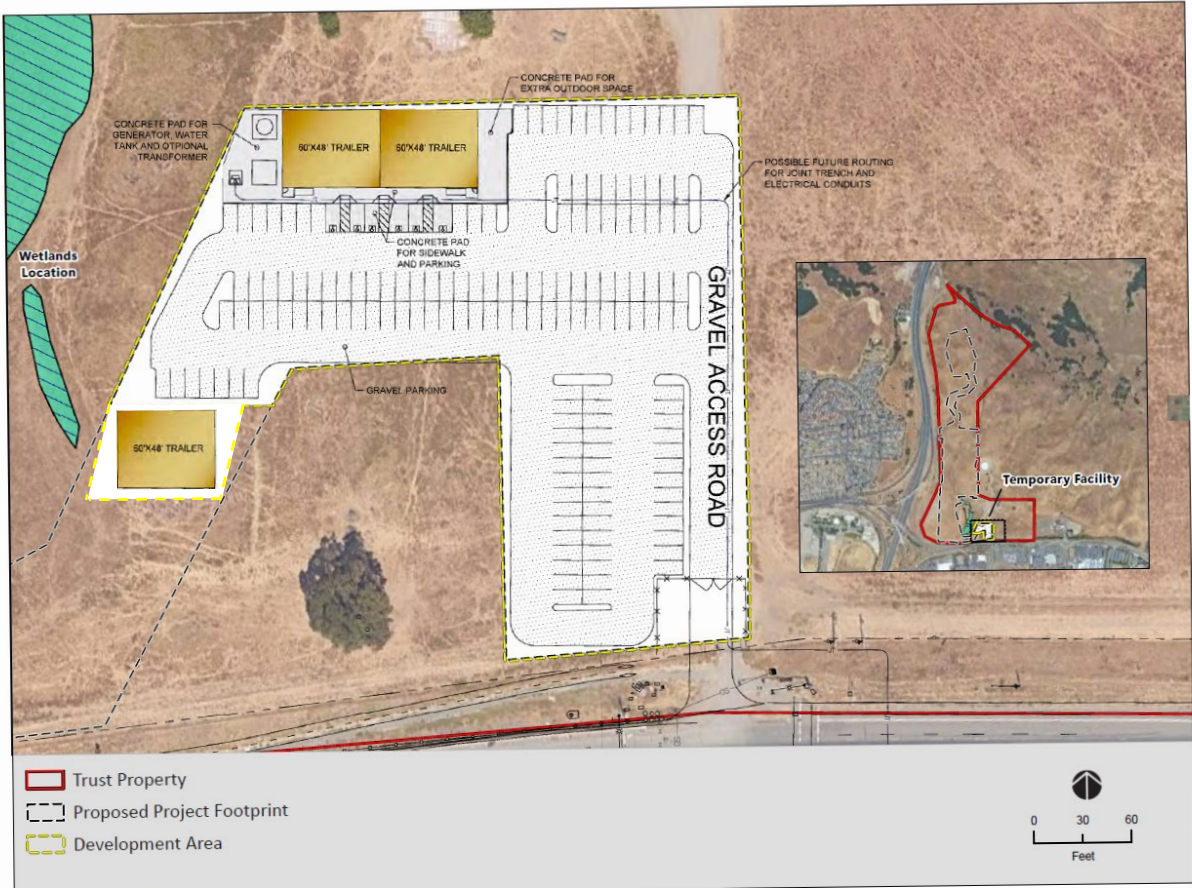 CONCRETE PAD FOR
EXTRA OUTDOOR SPACE
CONCRETE PAD FOR
GENERATOR, WATER
TANK AND OTPIONAL
TRANSFORMER
60'X48' TRAILER
60'X48' TRAILER
POSSIBLE FUTURE ROUTING
FOR JOINT TRENCH AND
ELECTRICAL CONDUITS
CONCRETE PAD
FOR SIDEWALK
AND PARKING
Wetlands
Location
GRAVEL ACCESS ROAD
GRAVEL PARKING
60'X48' TRAILER
Temporary Facility
Trust Property
Proposed Project Footprint
Development Area
0 30 60
Feet